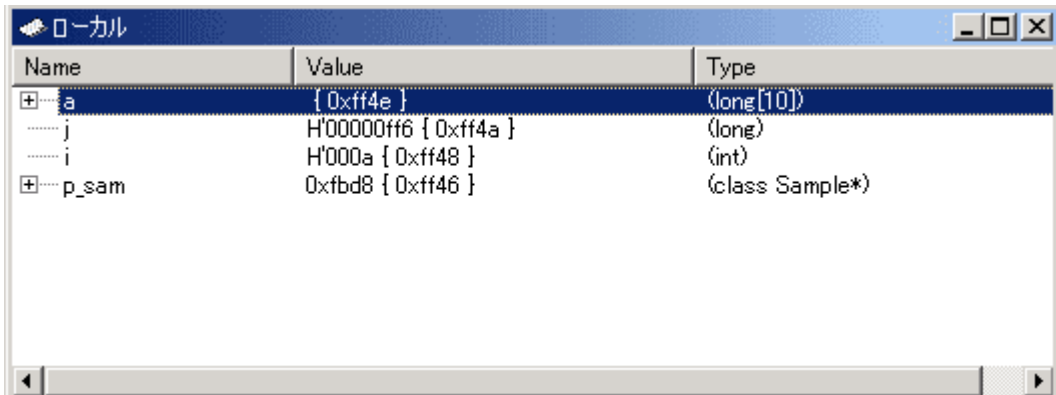 ローカル
Name Value Type
a { 0xff4e } (long[10])
j H'00000ff6 { 0xff4a } (long)
i H'000a { 0xff48 } (int)
p_sam 0xfbd8 { 0xff46 } (class Sample*)